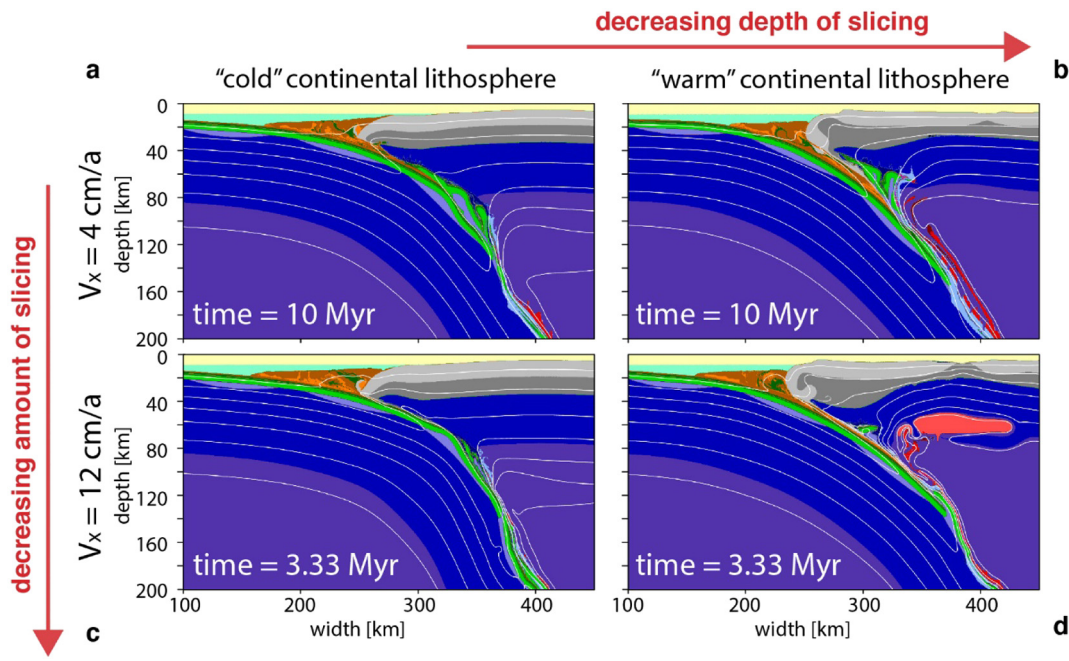 decreasing depth of slicing
a
b
"cold" continental lithosphere
"warm" continental lithosphere
decreasing amount of slicing
Vx = 4 cm/a
depth [km]
0
40
80
120
160
200
time = 10 Myr
time = 10 Myr
Vx = 12 cm/a
depth [km]
0
40
80
120
160
200
time = 3.33 Myr
time = 3.33 Myr
100
200
300
400
100
200
300
400
width [km]
width [km]
c
d